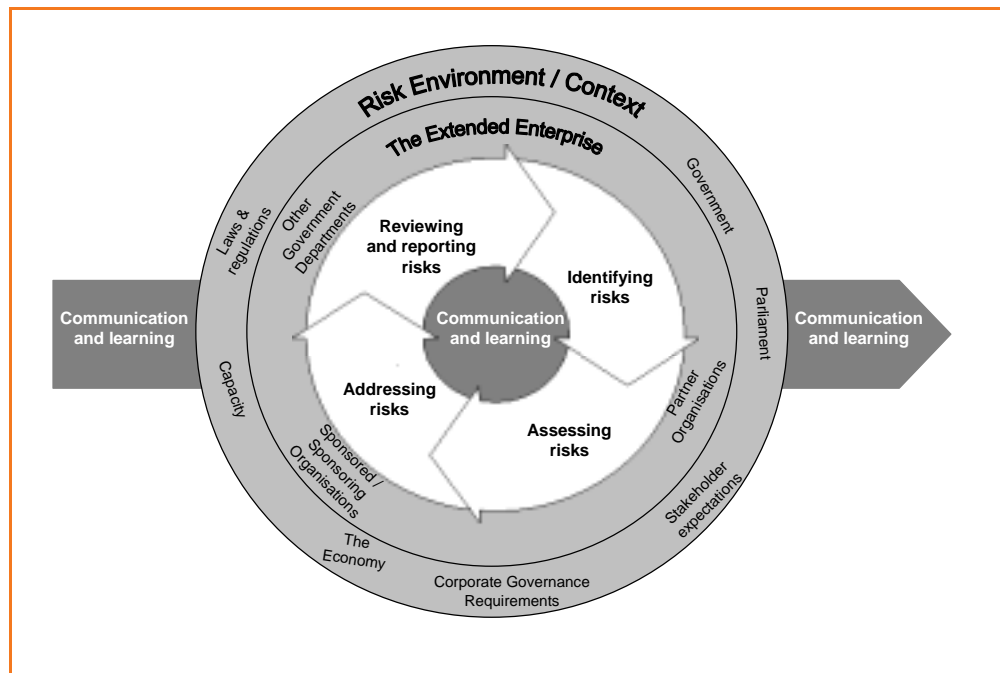 Risk Environment / Context
The Extended Enterprise
Government
Laws &
regulations
Other
Government
Departments
Reviewing
and reporting
risks
Identifying
risks
Parliament
Communication
and learning
Communication
and learning
Communication
and learning
Capacity
Addressing
risks
Assessing
risks
Partner
Organisations
Sponsored /
Sponsoring
Organisations
Stakeholder
expectations
The
Economy
Corporate Governance
Requirements